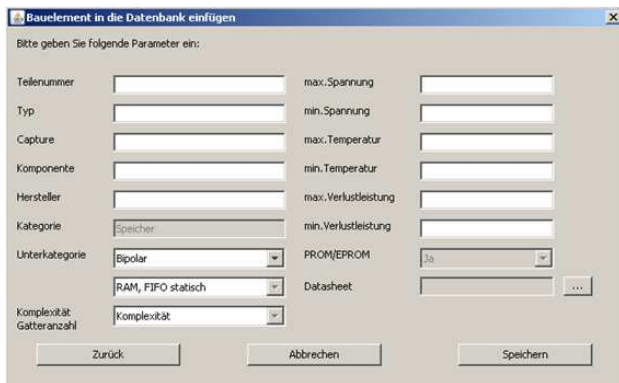 Bauelement in die Datenbank einfügen
Bitte geben Sie folgende Parameter ein:
Teilenummer
max.Spannung
Typ
min.Spannung
Capture
max.Temperatur
Komponente
min.Temperatur
Hersteller
max.Verlustleistung
Kategorie
Speicher
min.Verlustleistung
Unterkategorie
Bipolar
PROM/EPROM
Ja
RAM, FIFO statisch
Datasheet
...
Komplexität
Gatteranzahl
Komplexität
Zurück
Abbrechen
Speichern